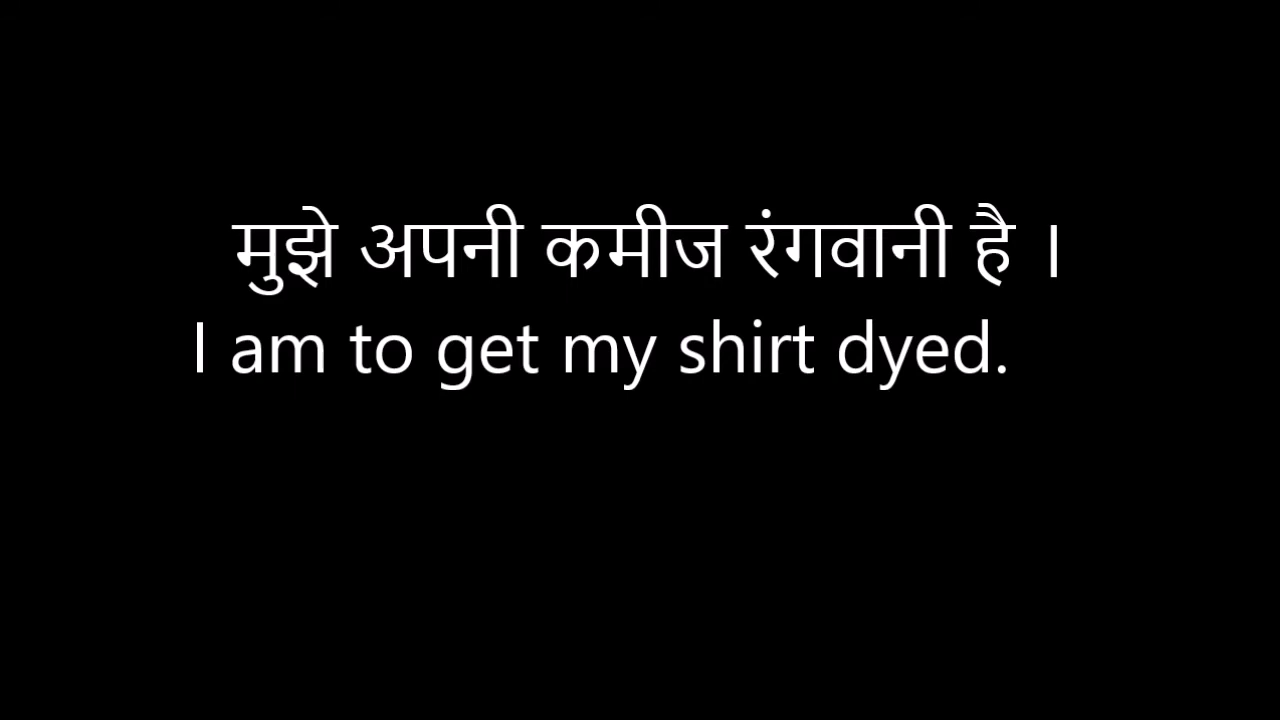 मुझे अपनी कमीज रंगवानी है ।
I am to get my shirt dyed.